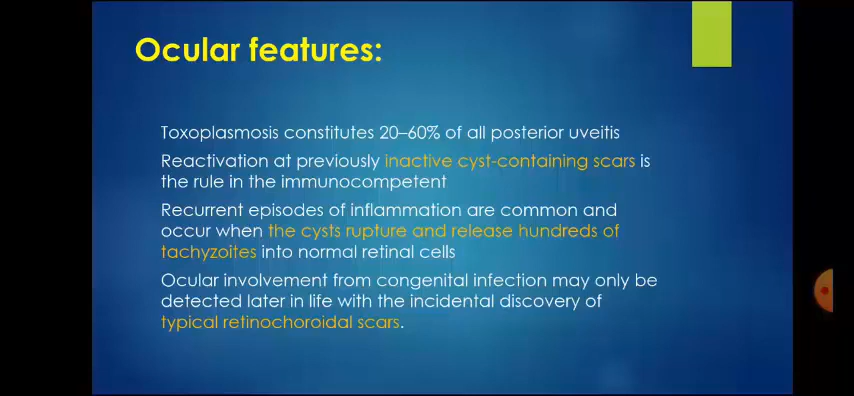 Ocular features:
Toxoplasmosis constitutes 20–60% of all posterior uveitis
Reactivation at previously inactive cyst-containing scars is
the rule in the immunocompetent
Recurrent episodes of inflammation are common and
occur when the cysts rupture and release hundreds of
tachyzoites into normal retinal cells
Ocular involvement from congenital infection may only be
detected later in life with the incidental discovery of
typical retinochoroidal scars.